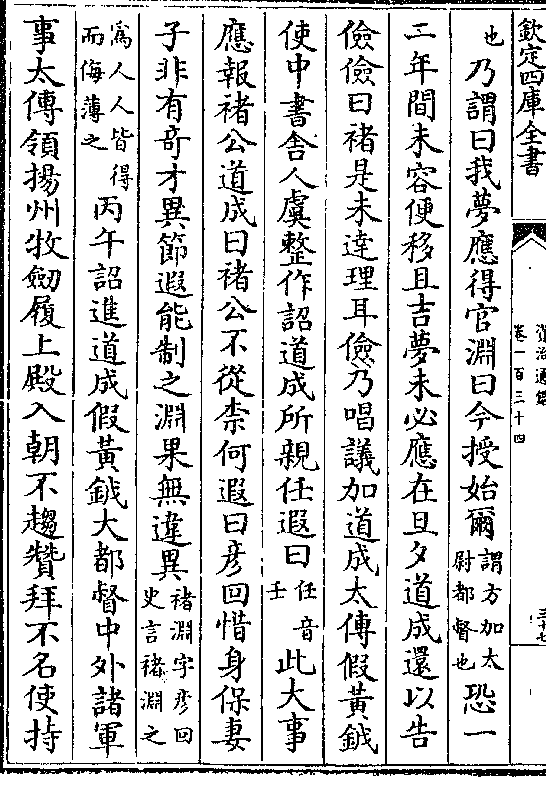 欽定四庫全書
資治通鑑
卷一百三十四
三十七
也乃謂曰我夢應得官淵曰今授始爾謂方加太尉都督也恐一
二年間未容便移且吉夢未必應在旦夕道成還以告
儉儉曰褚是未達理耳儉乃唱議加道成太傅假黃鉞
使中書舍人虞整作詔道成所親任遐曰任音壬此大事
應報褚公道成曰褚公不從柰何遐曰彥回惜身保妻
子非有奇才異節遐能制之淵果無違異褚淵字彥回史言褚淵之
為人人皆得而侮薄之丙午詔進道成假黃鉞大都督中外諸軍
事太傅領揚州牧劒履上殿入朝不趨贊拜不名使持